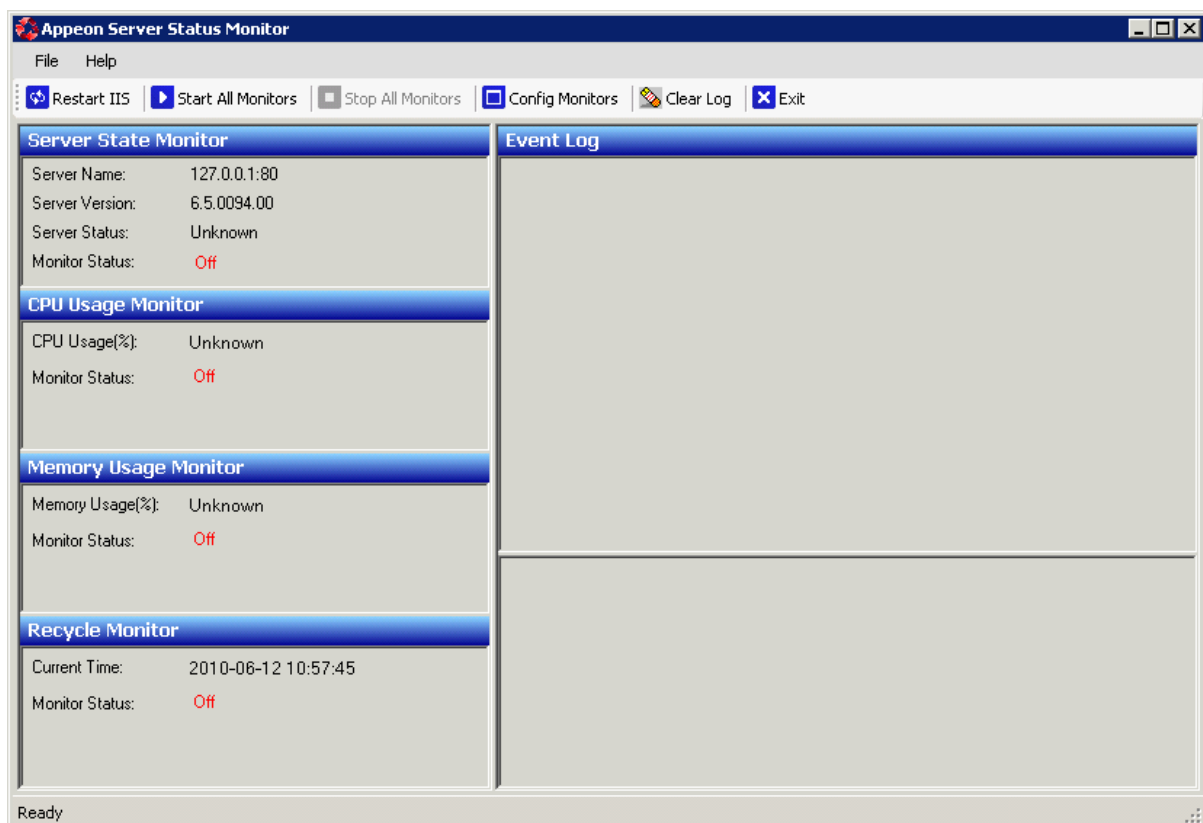 Appeon Server Status Monitor
File Help
Restart IIS Start All Monitors Stop All Monitors Config Monitors Clear Log Exit
Server State Monitor
Server Name: 127.0.0.1:80
Server Version: 6.5.0094.00
Server Status: Unknown
Monitor Status: Off
CPU Usage Monitor
CPU Usage(%): Unknown
Monitor Status: Off
Memory Usage Monitor
Memory Usage(%): Unknown
Monitor Status: Off
Recycle Monitor
Current Time: 2010-06-12 10:57:45
Monitor Status: Off
Event Log
Ready